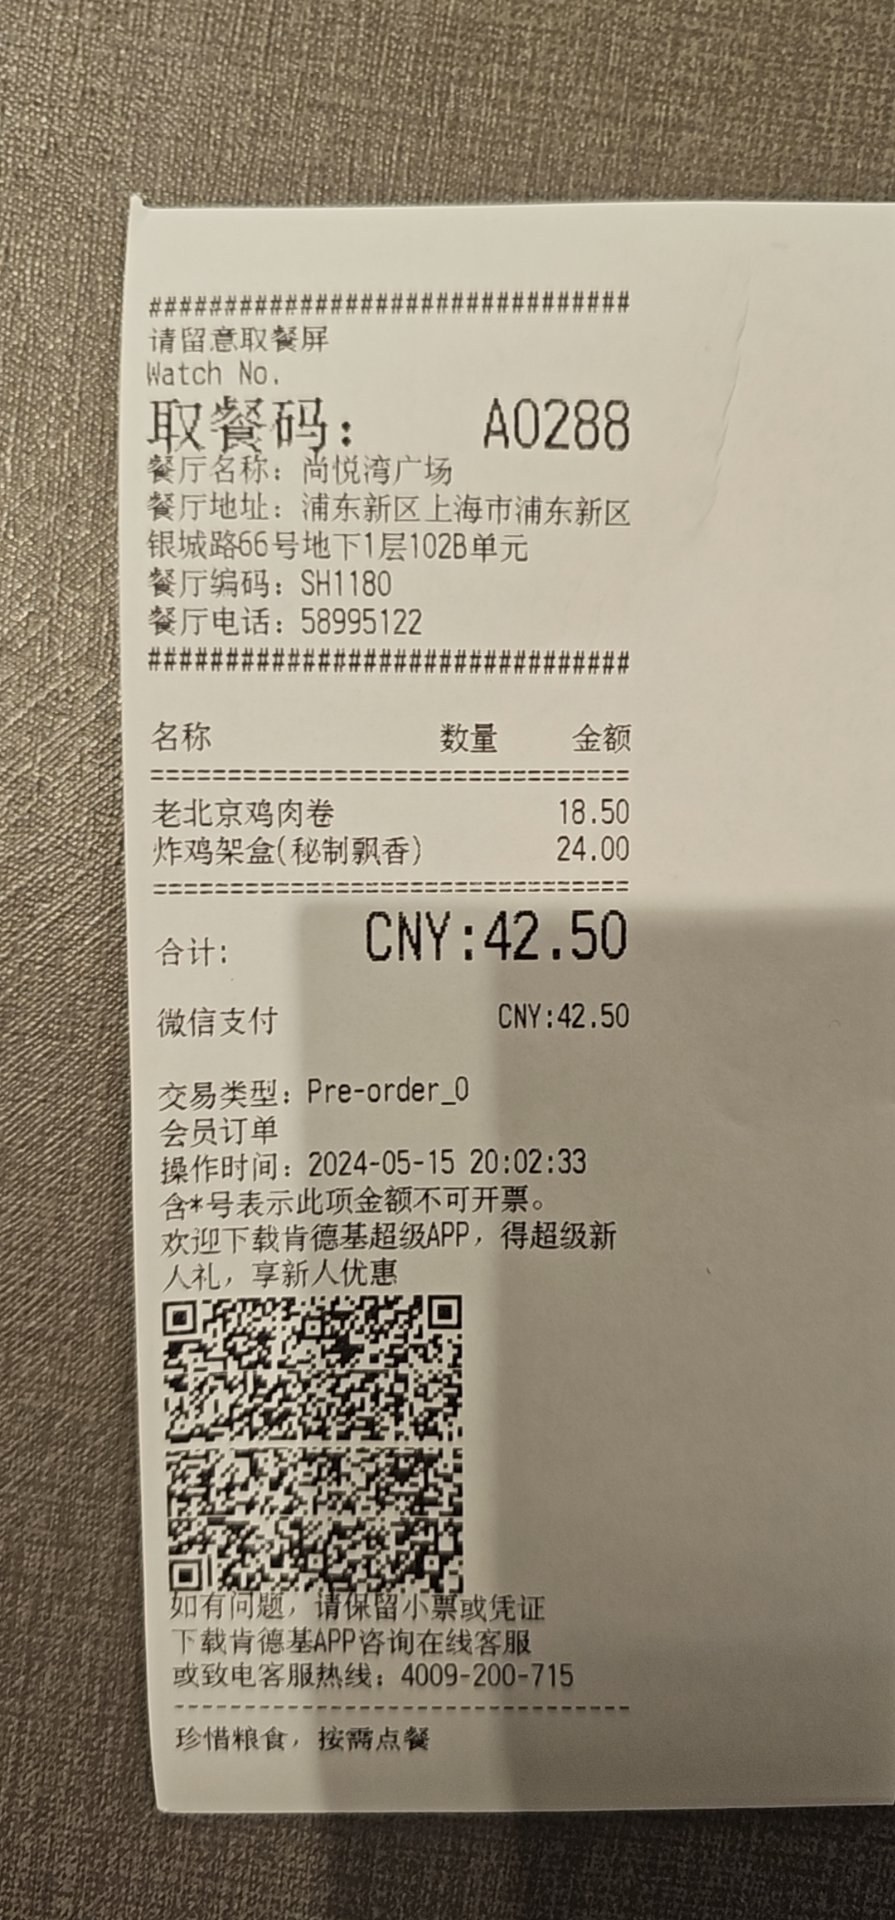 ################################
请留意取餐屏
Watch No.
取餐码： A0288
餐厅名称：尚悦湾广场
餐厅地址：浦东新区上海市浦东新区
银城路66号地下1层102B单元
餐厅编码：SH1180
餐厅电话：58995122
################################
名称 数量 金额
================================
老北京鸡肉卷 18.50
炸鸡架盒(秘制飘香) 24.00
================================
合计: CNY:42.50
微信支付 CNY:42.50
交易类型：Pre-order_0
会员订单
操作时间：2024-05-15 20:02:33
含*号表示此项金额不可开票。
欢迎下载肯德基超级APP，得超级新
人礼，享新人优惠
如有问题，请保留小票或凭证
下载肯德基APP咨询在线客服
或致电客服热线：4009-200-715
--------------------------------
珍惜粮食，按需点餐